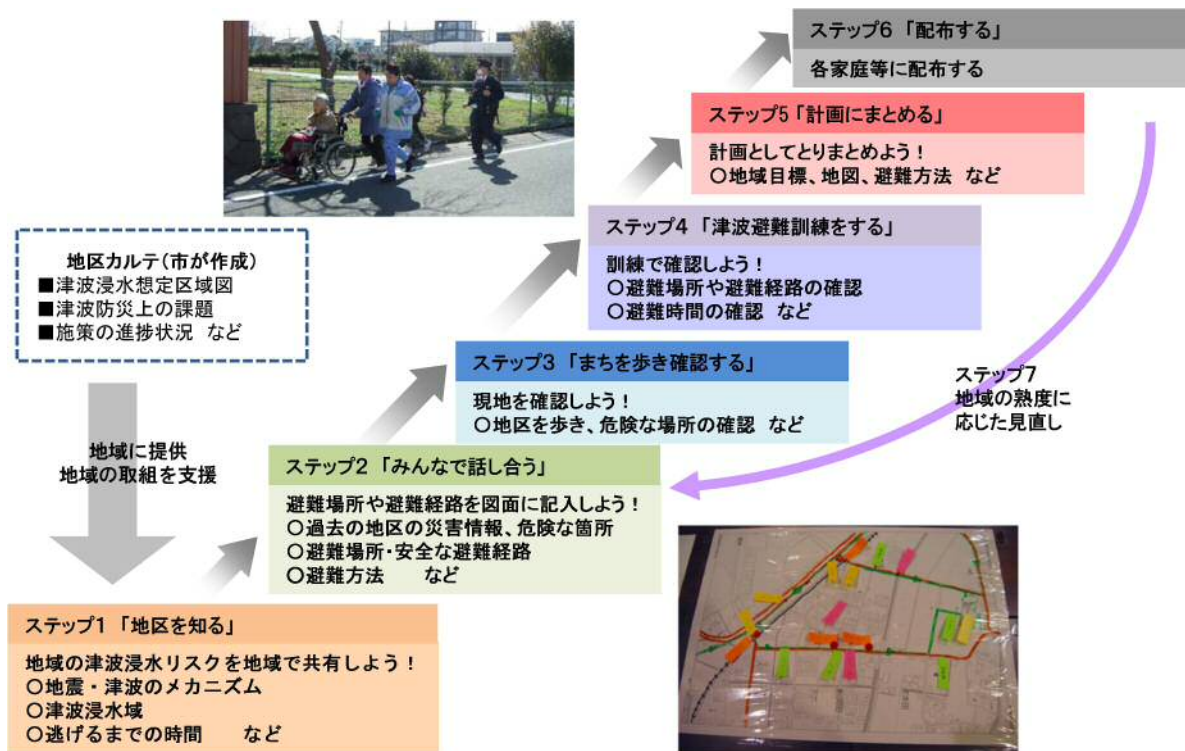 ステップ6 「配布する」
各家庭等に配布する
ステップ5 「計画にまとめる」
計画としてとりまとめよう！
○地域目標、地図、避難方法 など
ステップ4 「津波避難訓練をする」
訓練で確認しよう！
○避難場所や避難経路の確認
○避難時間の確認 など
地区カルテ（市が作成）
■津波浸水想定区域図
■津波防災上の課題
■施策の進捗状況 など
ステップ3 「まちを歩き確認する」
現地を確認しよう！
○地区を歩き、危険な場所の確認 など
ステップ7
地域の熟度に
応じた見直し
地域に提供
地域の取組を支援
ステップ2 「みんなで話し合う」
避難場所や避難経路を図面に記入しよう！
○過去の地区の災害情報、危険な箇所
○避難場所・安全な避難経路
○避難方法 など
ステップ1 「地区を知る」
地域の津波浸水リスクを地域で共有しよう！
○地震・津波のメカニズム
○津波浸水域
○逃げるまでの時間 など